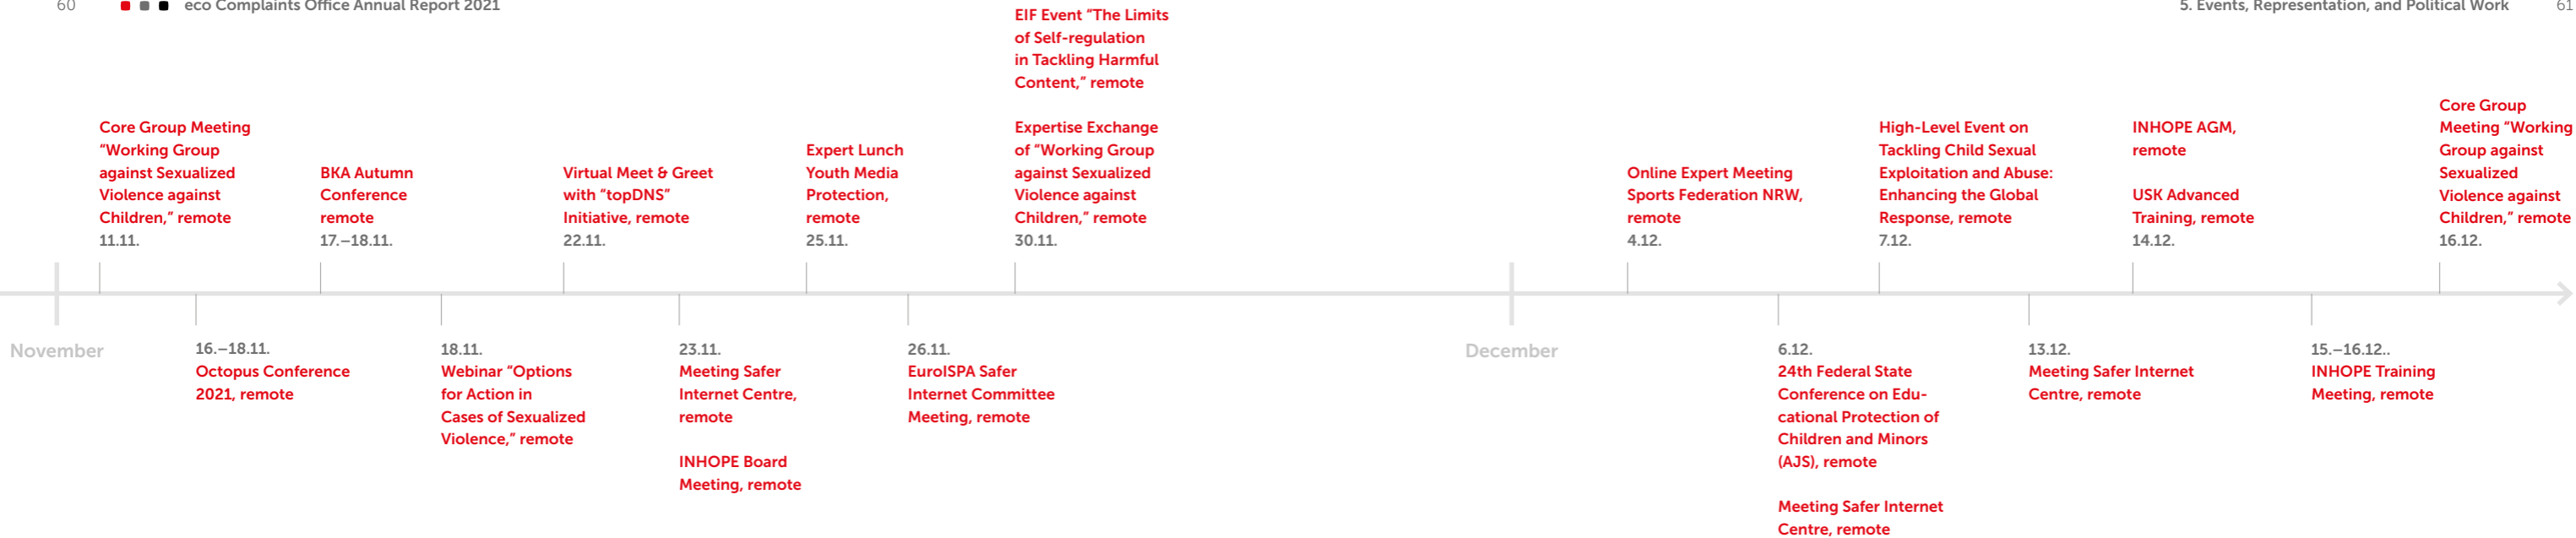 60
eco Complaints Office Annual Report 2021
5. Events, Representation, and Political Work
61
Core Group Meeting
“Working Group
against Sexualized
Violence against
Children,” remote
11.11.
BKA Autumn
Conference
remote
17.–18.11.
Virtual Meet & Greet
with “topDNS”
Initiative, remote
22.11.
Expert Lunch
Youth Media
Protection,
remote
25.11.
EIF Event “The Limits
of Self-regulation
in Tackling Harmful
Content,” remote
Expertise Exchange
of “Working Group
against Sexualized
Violence against
Children,” remote
30.11.
Online Expert Meeting
Sports Federation NRW,
remote
4.12.
High-Level Event on
Tackling Child Sexual
Exploitation and Abuse:
Enhancing the Global
Response, remote
7.12.
INHOPE AGM,
remote
USK Advanced
Training, remote
14.12.
Core Group
Meeting “Working
Group against
Sexualized
Violence against
Children,” remote
16.12.
November
16.–18.11.
Octopus Conference
2021, remote
18.11.
Webinar “Options
for Action in
Cases of Sexualized
Violence,” remote
23.11.
Meeting Safer
Internet Centre,
remote
INHOPE Board
Meeting, remote
26.11.
EuroISPA Safer
Internet Committee
Meeting, remote
December
6.12.
24th Federal State
Conference on Edu-
cational Protection of
Children and Minors
(AJS), remote
Meeting Safer Internet
Centre, remote
13.12.
Meeting Safer Internet
Centre, remote
15.–16.12..
INHOPE Training
Meeting, remote